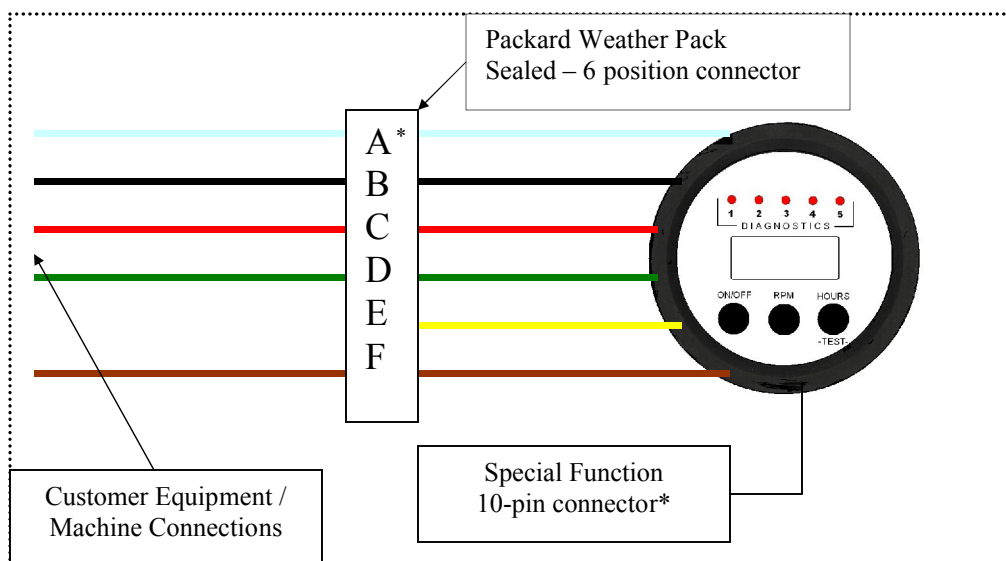 Packard Weather Pack
Sealed – 6 position connector
A*
B
C
D
E
F
1 2 3 4 5
DIAGNOSTICS
ON/OFF RPM HOURS
-TEST-
Special Function
10-pin connector*
Customer Equipment /
Machine Connections